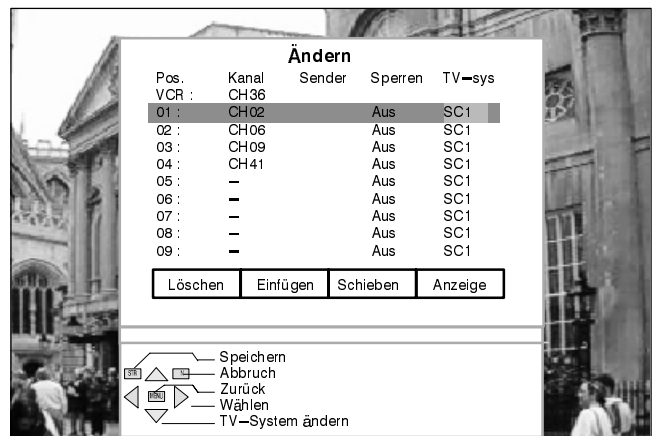 Ändern
Pos. Kanal Sender Sperren TV–sys
VCR : CH36
01 : CH02 Aus SC1
02 : CH06 Aus SC1
03 : CH09 Aus SC1
04 : CH41 Aus SC1
05 : – Aus SC1
06 : – Aus SC1
07 : – Aus SC1
08 : – Aus SC1
09 : – Aus SC1
Löschen Einfügen Schieben Anzeige
Speichern
STR Abbruch
MENU Zurück
Wählen
TV–System ändern